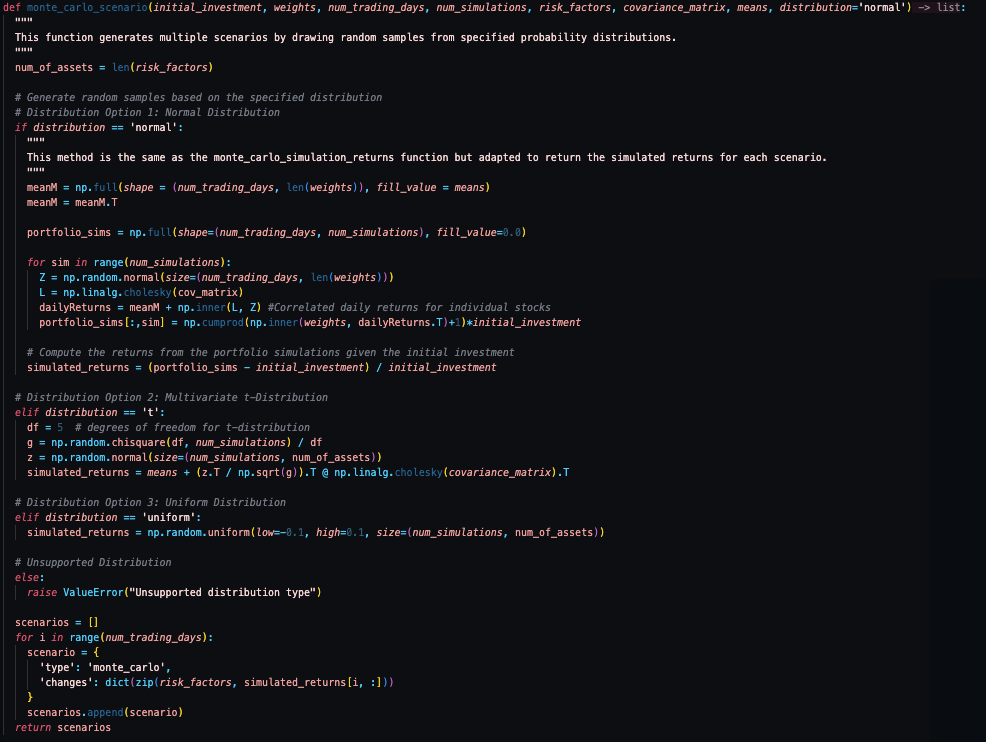 def monte_carlo_scenario(initial_investment, weights, num_trading_days, num_simulations, risk_factors, covariance_matrix, means, distribution='normal') -> list:
"""
This function generates multiple scenarios by drawing random samples from specified probability distributions.
"""
num_of_assets = len(risk_factors)
# Generate random samples based on the specified distribution
# Distribution Option 1: Normal Distribution
if distribution == 'normal':
"""
This method is the same as the monte_carlo_simulation_returns function but adapted to return the simulated returns for each scenario.
"""
meanM = np.full(shape = (num_trading_days, len(weights)), fill_value = means)
meanM = meanM.T
portfolio_sims = np.full(shape=(num_trading_days, num_simulations), fill_value=0.0)
for sim in range(num_simulations):
Z = np.random.normal(size=(num_trading_days, len(weights)))
L = np.linalg.cholesky(cov_matrix)
dailyReturns = meanM + np.inner(L, Z) #Correlated daily returns for individual stocks
portfolio_sims[:,sim] = np.cumprod(np.inner(weights, dailyReturns.T)+1)*initial_investment
# Compute the returns from the portfolio simulations given the initial investment
simulated_returns = (portfolio_sims - initial_investment) / initial_investment
# Distribution Option 2: Multivariate t-Distribution
elif distribution == 't':
df = 5 # degrees of freedom for t-distribution
g = np.random.chisquare(df, num_simulations) / df
z = np.random.normal(size=(num_simulations, num_of_assets))
simulated_returns = means + (z.T / np.sqrt(g)).T @ np.linalg.cholesky(covariance_matrix).T
# Distribution Option 3: Uniform Distribution
elif distribution == 'uniform':
simulated_returns = np.random.uniform(low=-0.1, high=0.1, size=(num_simulations, num_of_assets))
# Unsupported Distribution
else:
raise ValueError("Unsupported distribution type")
scenarios = []
for i in range(num_trading_days):
scenario = {
'type': 'monte_carlo',
'changes': dict(zip(risk_factors, simulated_returns[i, :]))
}
scenarios.append(scenario)
return scenarios